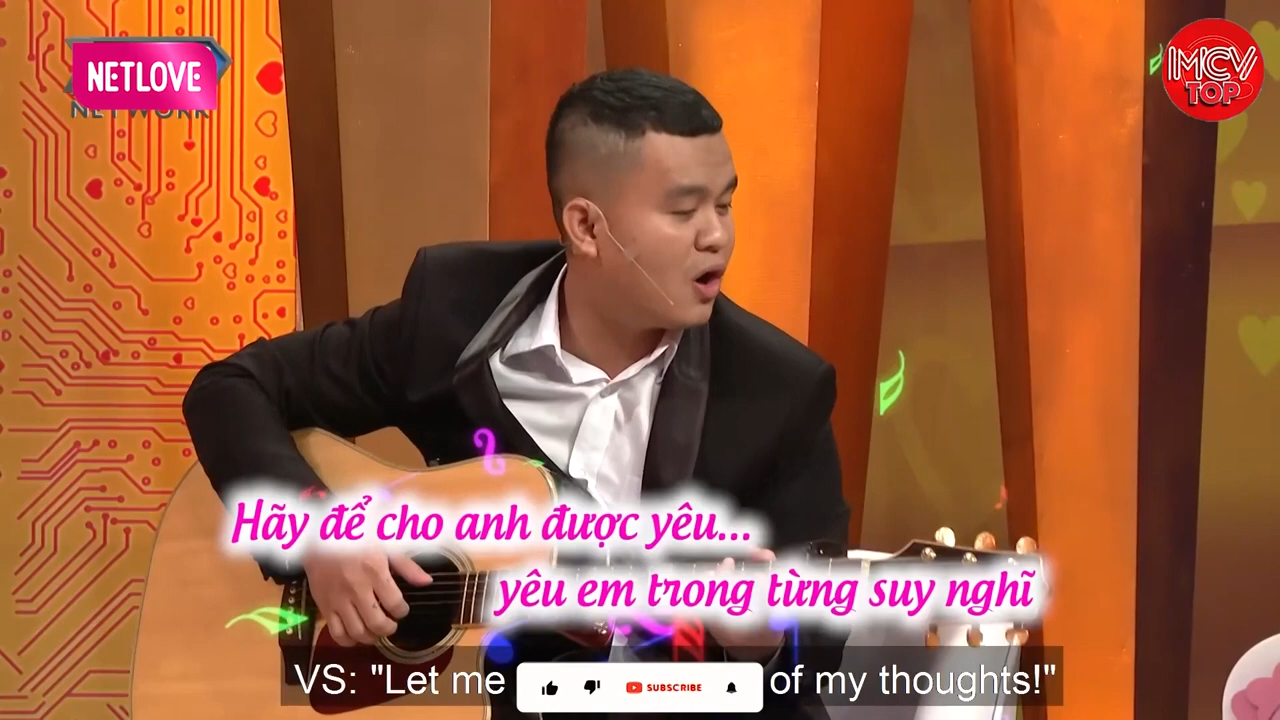 NETLOVE
NETWORK
MCV
TOP
Hãy để cho anh được yêu...
yêu em trong từng suy nghĩ
VS: "Let me
SUBSCRIBE
of my thoughts!"